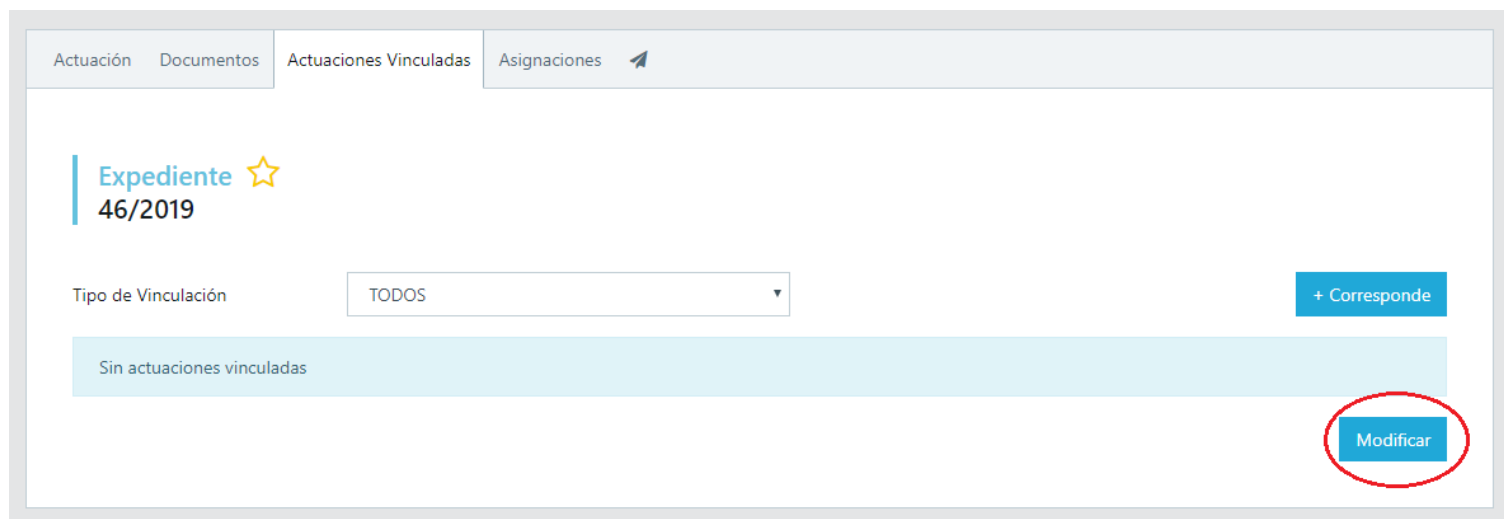 Actuación Documentos Actuaciones Vinculadas Asignaciones
Expediente
46/2019
Tipo de Vinculación TODOS + Corresponde
Sin actuaciones vinculadas
Modificar